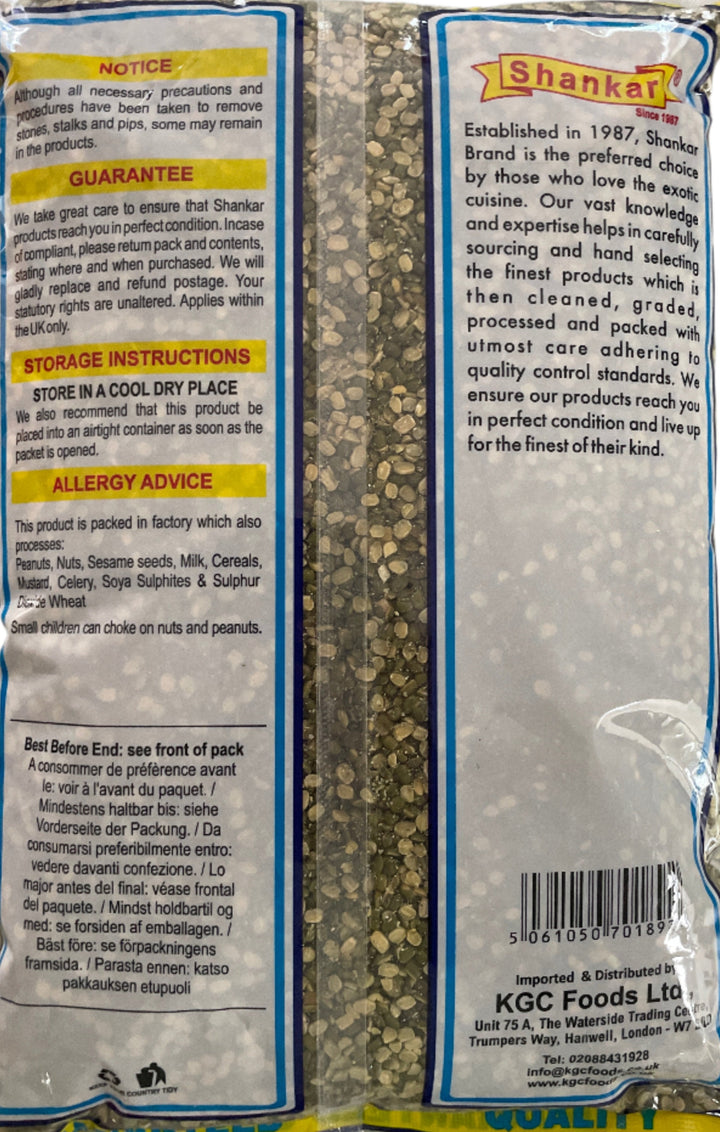 NOTICE
Although all necessary precautions and
procedures have been taken to remove
stones, stalks and pips, some may remain
in the products.
GUARANTEE
We take great care to ensure that Shankar
products reach you in perfect condition. Incase
of compliant, please return pack and contents,
stating where and when purchased. We will
gladly replace and refund postage. Your
statutory rights are unaltered. Applies within
the UK only.
STORAGE INSTRUCTIONS
STORE IN A COOL DRY PLACE
We also recommend that this product be
placed into an airtight container as soon as the
packet is opened.
ALLERGY ADVICE
This product is packed in factory which also
processes:
Peanuts, Nuts, Sesame seeds, Milk, Cereals,
Mustard, Celery, Soya Sulphites & Sulphur
Wheat
Small children can choke on nuts and peanuts.
Best Before End: see front of pack
A consommer de préfèrence avant
le: voir à l'avant du paquet. /
Mindestens haltbar bis: siehe
Vorderseite der Packung. / Da
consumarsi preferibilmente entro:
vedere davanti confezione. / Lo
major antes del final: véase frontal
del paquete. / Mindst holdbartil og
med: se forsiden af emballagen. /
Bäst före: se förpackningens
framsida. / Parasta ennen: katso
pakkauksen etupuoli
COUNTRY TIDY
Shankar®
Since 1987
Established in 1987, Shankar
Brand is the preferred choice
by those who love the exotic
cuisine. Our vast knowledge
and expertise helps in carefully
sourcing and hand selecting
the finest products which is
then cleaned, graded,
processed and packed with
utmost care adhering to
quality control standards. We
ensure our products reach you
in perfect condition and live up
for the finest of their kind.
5 061050 70189
Imported & Distributed by
KGC Foods Ltd.
Unit 75 A, The Waterside Trading
Trumpers Way, Hanwell, London - W7
Tel: 02088431928
QUALITY